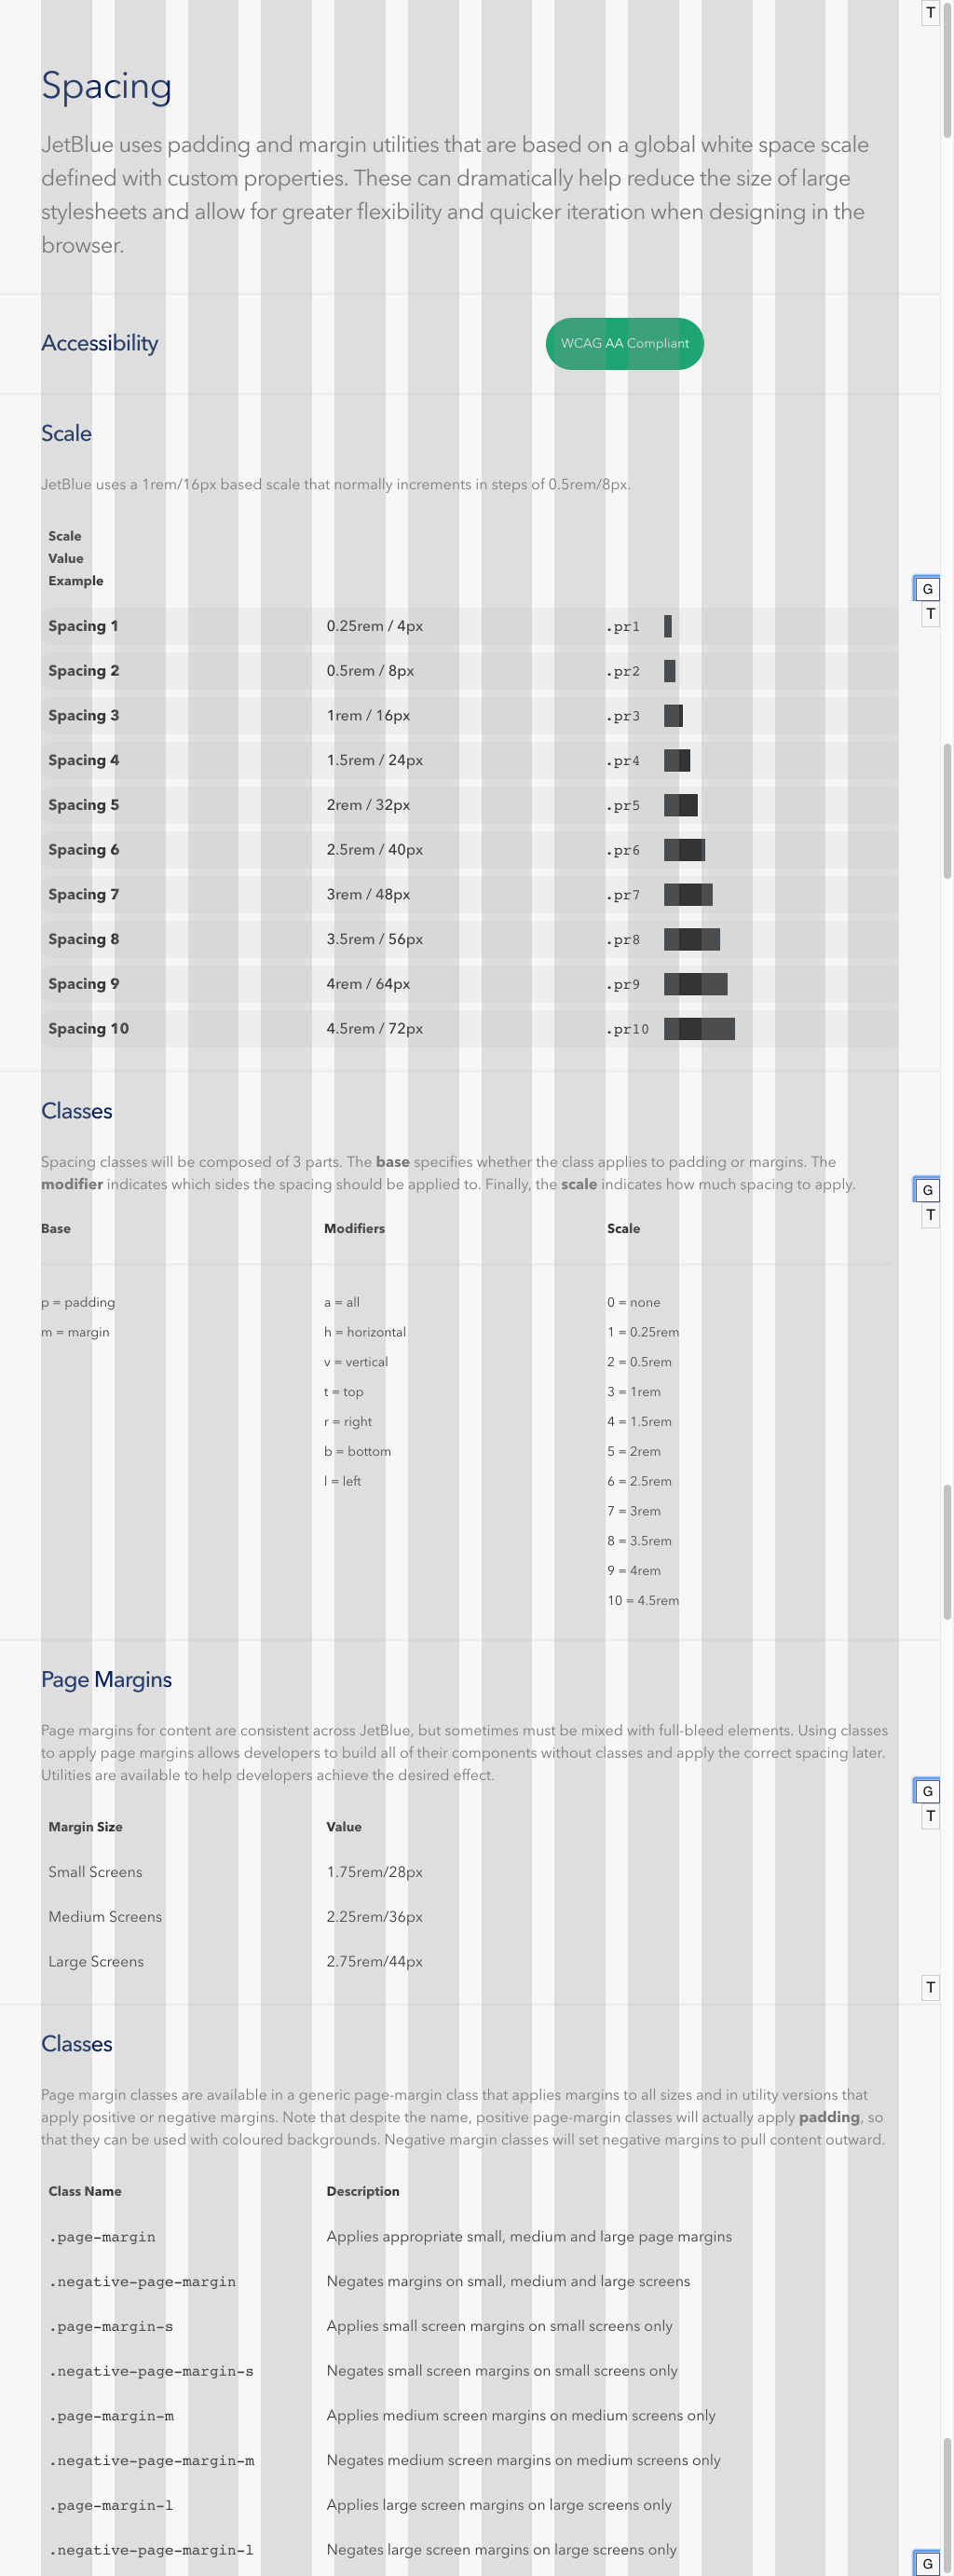 T
Spacing
JetBlue uses padding and margin utilities that are based on a global white space scale
defined with custom properties. These can dramatically help reduce the size of large
stylesheets and allow for greater flexibility and quicker iteration when designing in the
browser.
Accessibility
WCAG AA Compliant
Scale
JetBlue uses a 1rem/16px based scale that normally increments in steps of 0.5rem/8px.
Scale
Value
Example
G
T
Spacing 1 0.25rem / 4px .pr1
Spacing 2 0.5rem / 8px .pr2
Spacing 3 1rem / 16px .pr3
Spacing 4 1.5rem / 24px .pr4
Spacing 5 2rem / 32px .pr5
Spacing 6 2.5rem / 40px .pr6
Spacing 7 3rem / 48px .pr7
Spacing 8 3.5rem / 56px .pr8
Spacing 9 4rem / 64px .pr9
Spacing 10 4.5rem / 72px .pr10
Classes
Spacing classes will be composed of 3 parts. The base specifies whether the class applies to padding or margins. The
modifier indicates which sides the spacing should be applied to. Finally, the scale indicates how much spacing to apply.
G
T
Base Modifiers Scale
p = padding a = all 0 = none
m = margin h = horizontal 1 = 0.25rem
v = vertical 2 = 0.5rem
t = top 3 = 1rem
r = right 4 = 1.5rem
b = bottom 5 = 2rem
l = left 6 = 2.5rem
7 = 3rem
8 = 3.5rem
9 = 4rem
10 = 4.5rem
Page Margins
Page margins for content are consistent across JetBlue, but sometimes must be mixed with full-bleed elements. Using classes
to apply page margins allows developers to build all of their components without classes and apply the correct spacing later.
Utilities are available to help developers achieve the desired effect.
G
T
Margin Size Value
Small Screens 1.75rem/28px
Medium Screens 2.25rem/36px
Large Screens 2.75rem/44px
T
Classes
Page margin classes are available in a generic page-margin class that applies margins to all sizes and in utility versions that
apply positive or negative margins. Note that despite the name, positive page-margin classes will actually apply padding, so
that they can be used with coloured backgrounds. Negative margin classes will set negative margins to pull content outward.
Class Name Description
.page-margin Applies appropriate small, medium and large page margins
.negative-page-margin Negates margins on small, medium and large screens
.page-margin-s Applies small screen margins on small screens only
.negative-page-margin-s Negates small screen margins on small screens only
.page-margin-m Applies medium screen margins on medium screens only
.negative-page-margin-m Negates medium screen margins on medium screens only
.page-margin-l Applies large screen margins on large screens only
.negative-page-margin-l Negates large screen margins on large screens only
G